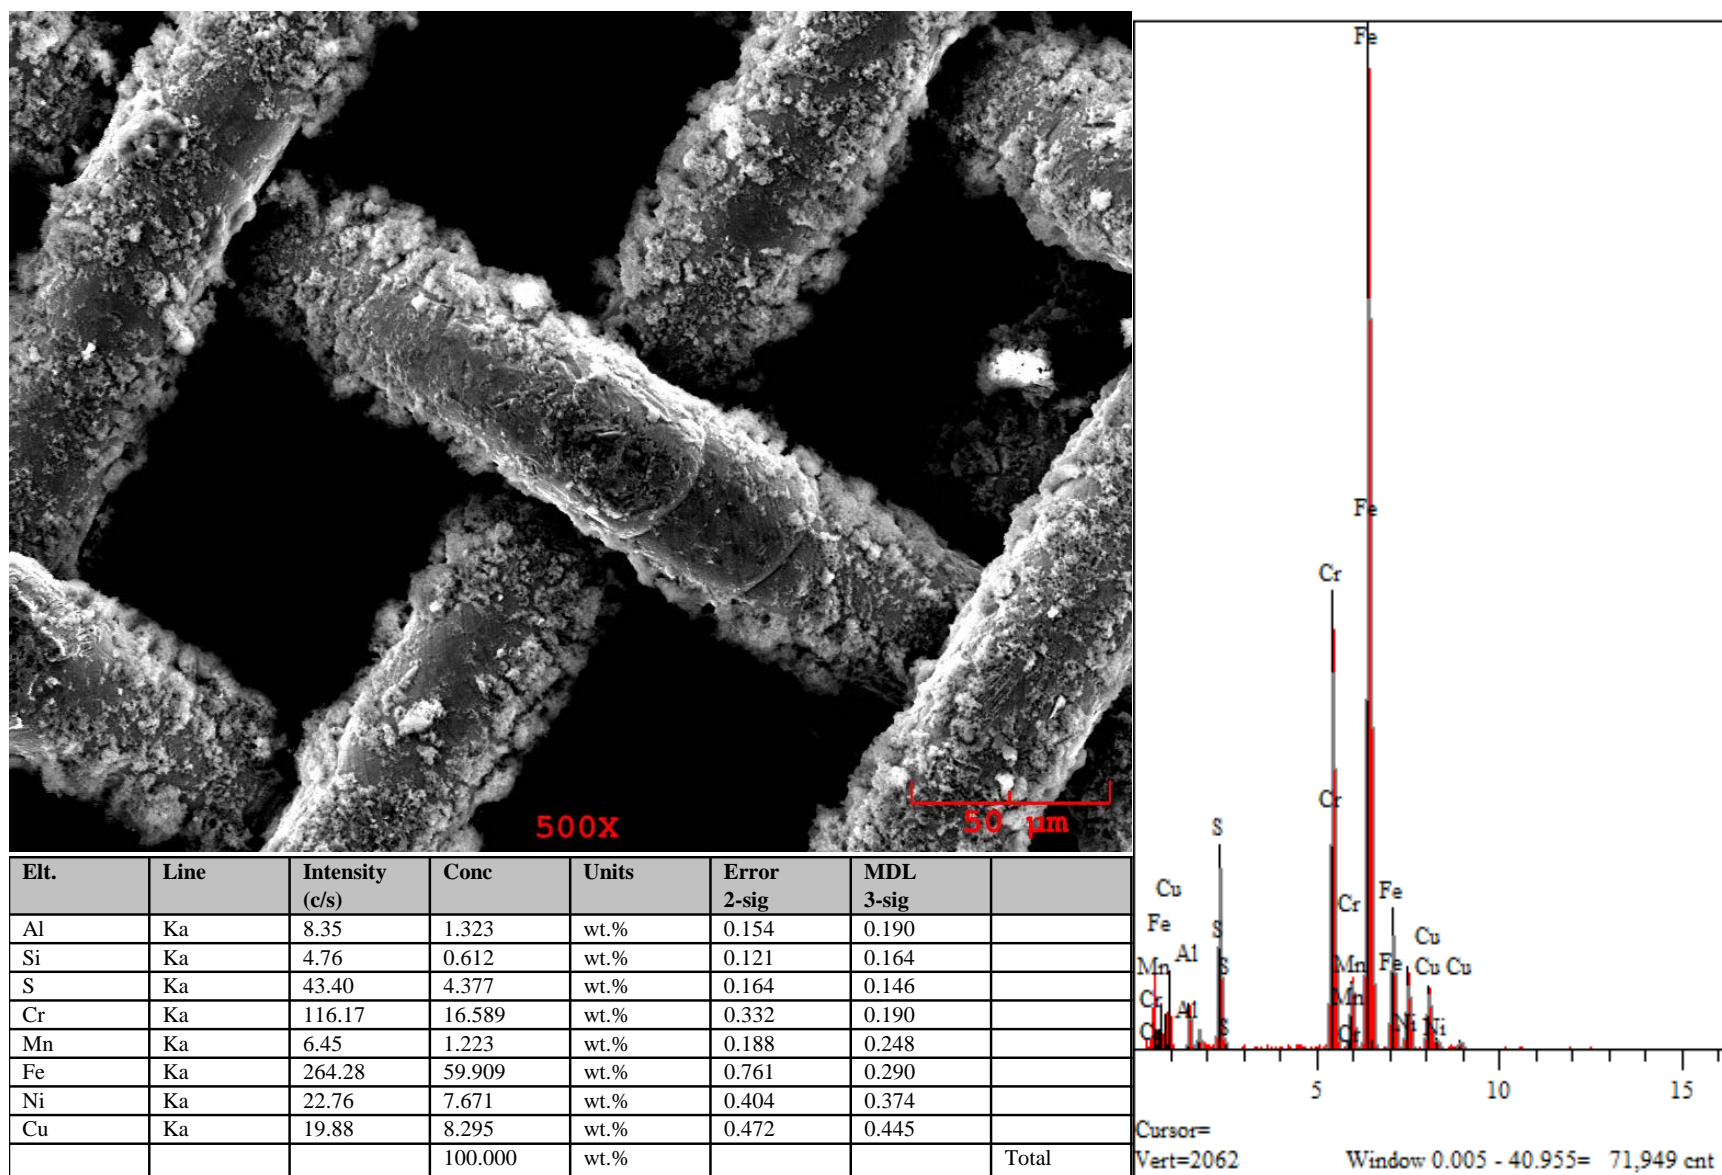 500X
50 µm
Elt. Line Intensity (c/s) Conc Units Error 2-sig MDL 3-sig
Al Ka 8.35 1.323 wt.% 0.154 0.190
Si Ka 4.76 0.612 wt.% 0.121 0.164
S Ka 43.40 4.377 wt.% 0.164 0.146
Cr Ka 116.17 16.589 wt.% 0.332 0.190
Mn Ka 6.45 1.223 wt.% 0.188 0.248
Fe Ka 264.28 59.909 wt.% 0.761 0.290
Ni Ka 22.76 7.671 wt.% 0.404 0.374
Cu Ka 19.88 8.295 wt.% 0.472 0.445
100.000 wt.% Total
Fe
Fe
Cr
Cr
S
Cu
Fe
Cr
Fe
S
Al
Cu
Mn
S
Mn
Fe
Cu Cu
Cr
Al
Mn
Ni
Ni
S
Cr
5 10 15
Cursor=
Vert=2062 Window 0.005 - 40.955= 71,949 cnt